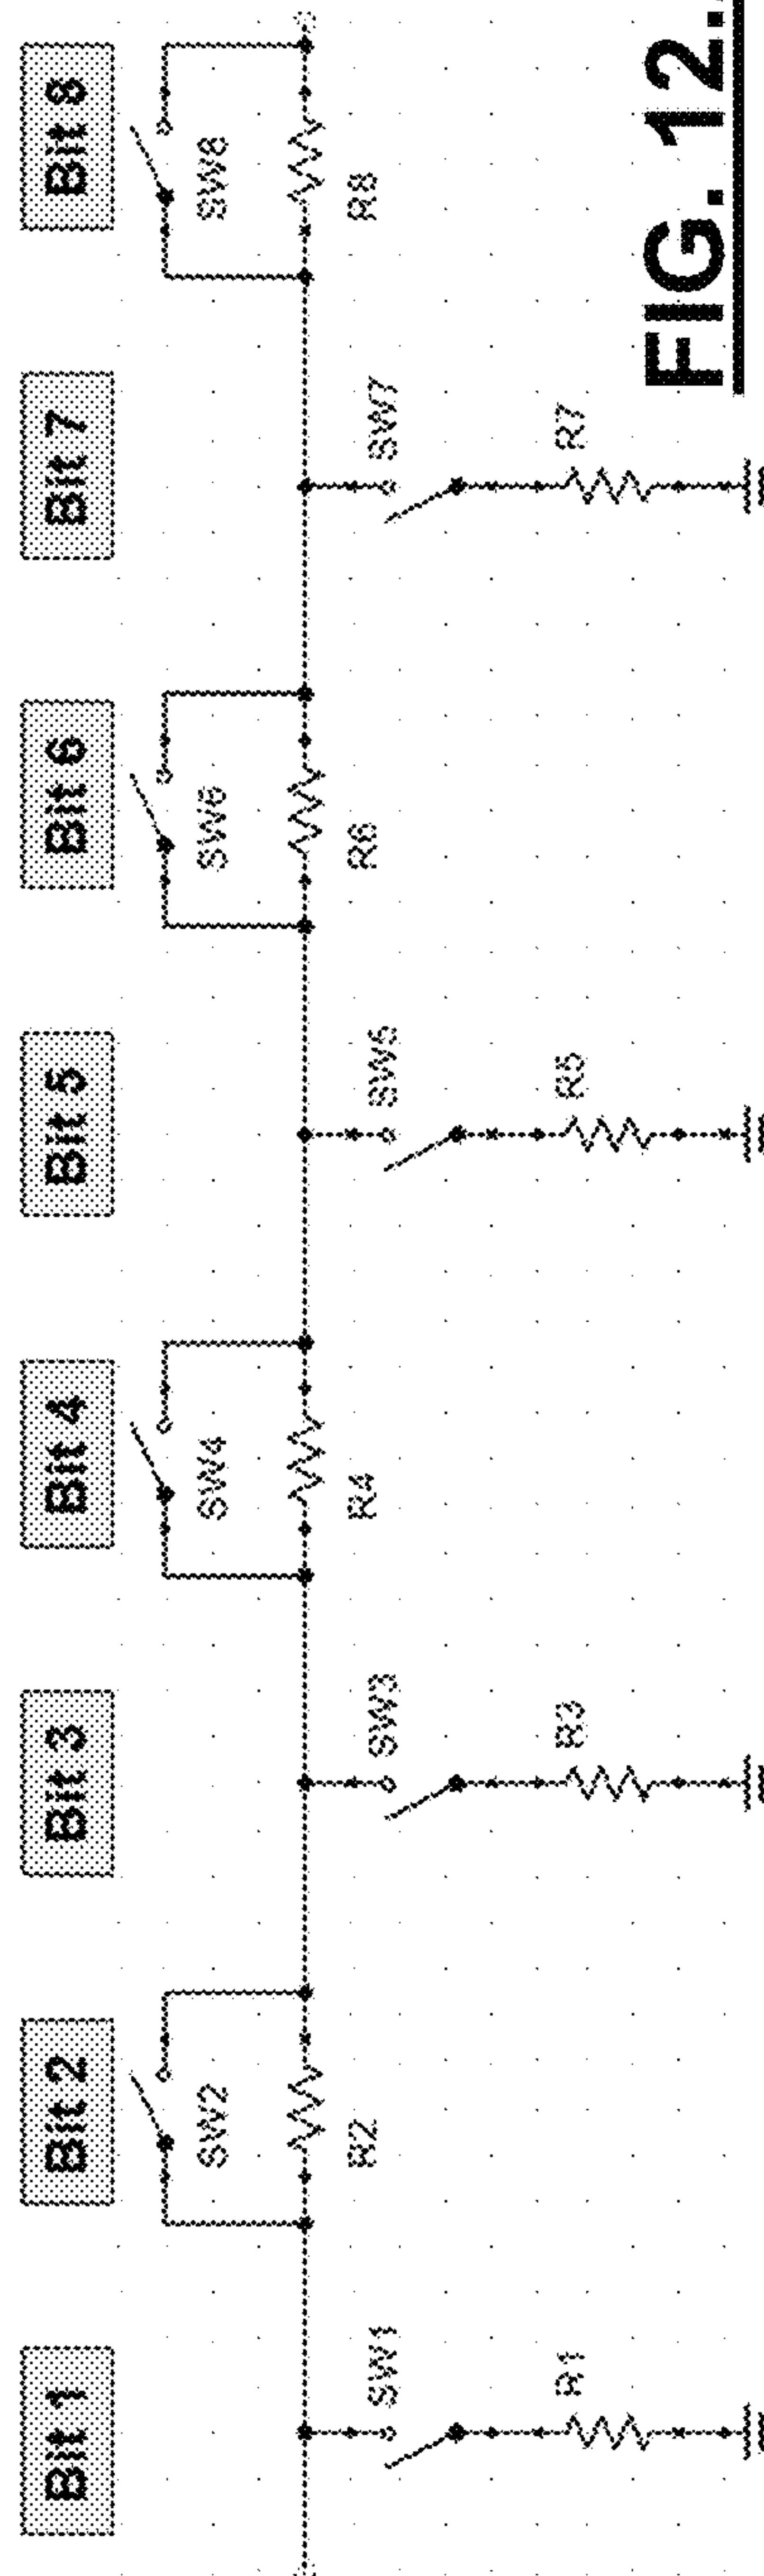 Bit 1 Bit 2 Bit 3 Bit 4 Bit 5 Bit 6 Bit 7 Bit 8
SW2 SW4 SW6 SW8
R2 R4 R6 R8
SW1 SW3 SW5 SW7
R1 R3 R5 R7
FIG. 12.